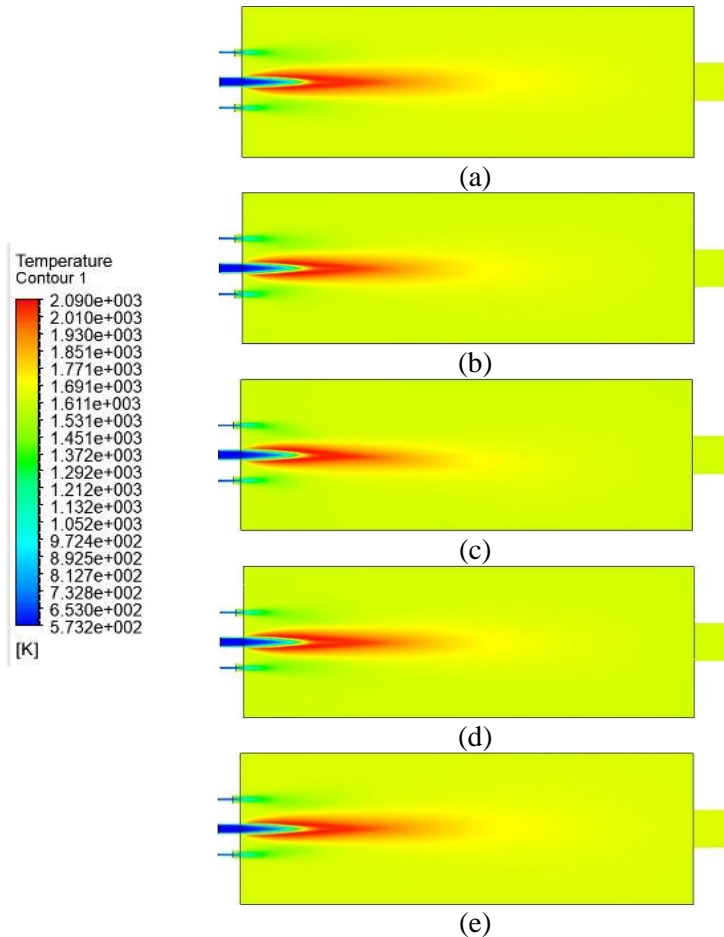 (a)
(b)
Temperature
Contour 1
2.090e+003
2.010e+003
1.930e+003
1.851e+003
1.771e+003
1.691e+003
1.611e+003
1.531e+003
1.451e+003
1.372e+003
1.292e+003
1.212e+003
1.132e+003
1.052e+003
9.724e+002
8.925e+002
8.127e+002
7.328e+002
6.530e+002
5.732e+002
[K]
(c)
(d)
(e)